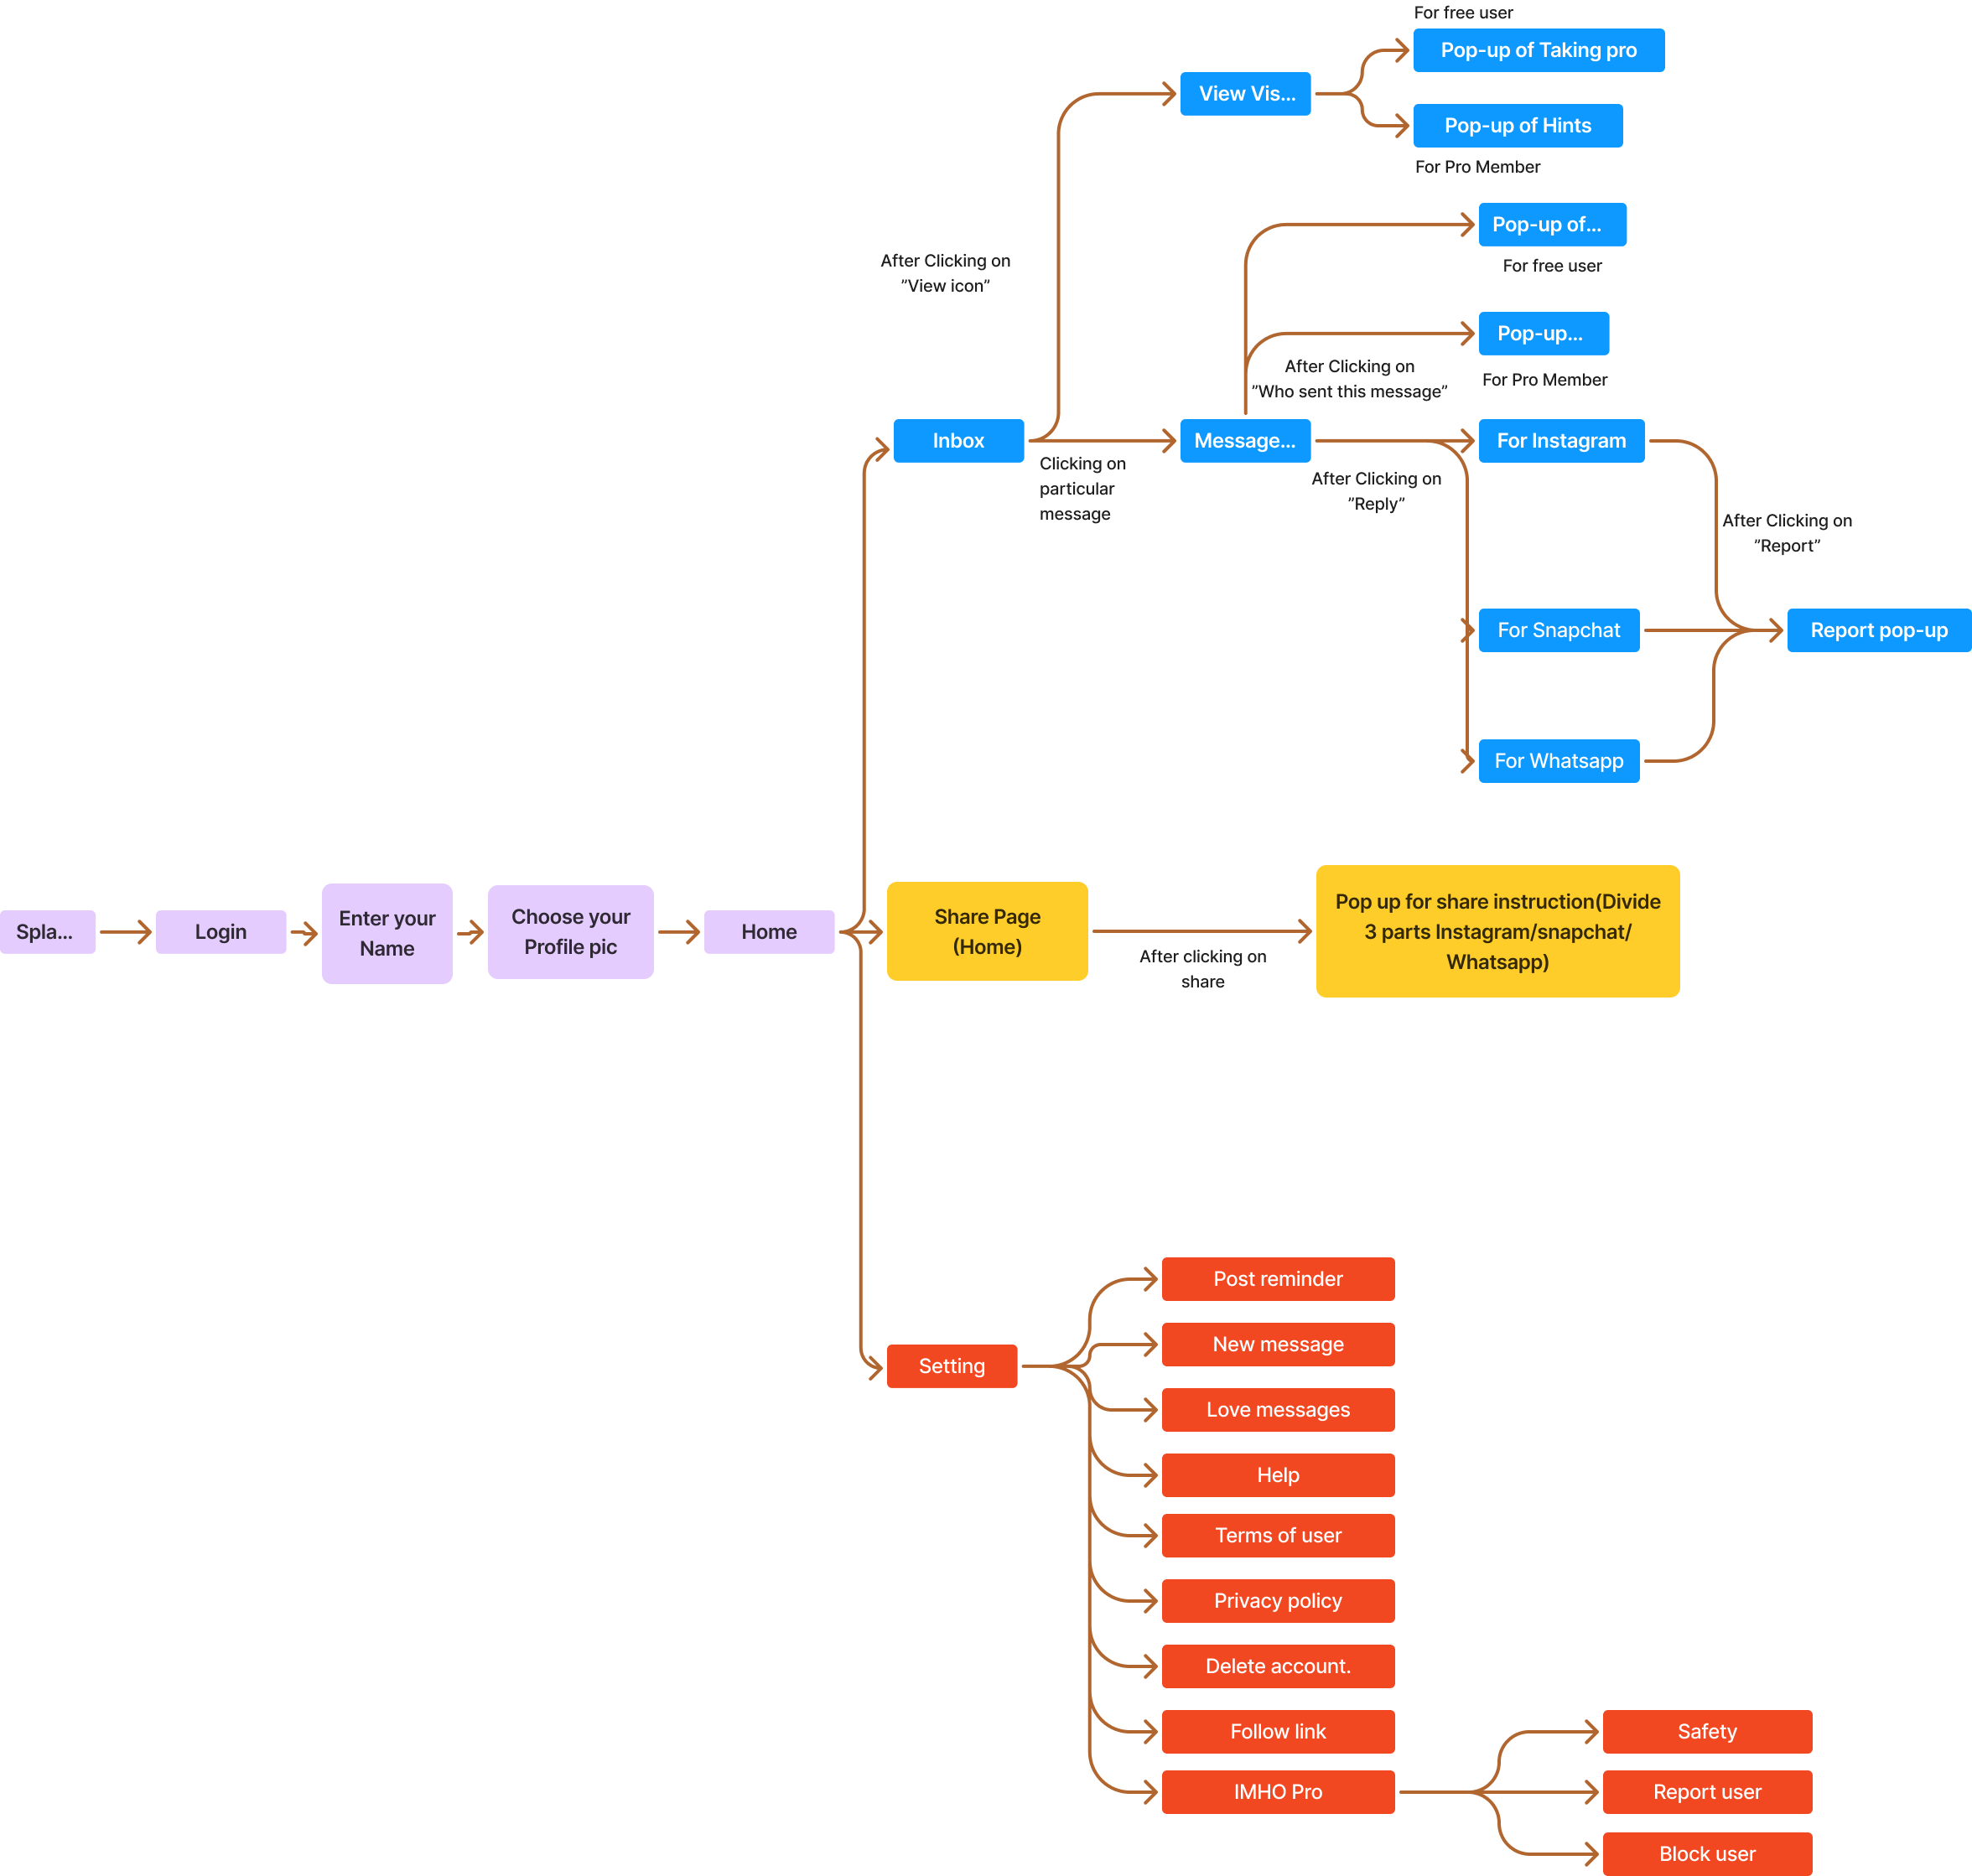 For free user
Pop-up of Taking pro
View Vis...
Pop-up of Hints
For Pro Member
Pop-up of...
For free user
After Clicking on
”View icon”
Pop-up...
For Pro Member
After Clicking on
”Who sent this message”
Inbox
Message...
For Instagram
Clicking on
particular
message
After Clicking on
”Reply”
After Clicking on
”Report”
For Snapchat
Report pop-up
For Whatsapp
Spla...
Login
Enter your
Name
Choose your
Profile pic
Home
Share Page
(Home)
After clicking on
share
Pop up for share instruction(Divide
3 parts Instagram/snapchat/
Whatsapp)
Setting
Post reminder
New message
Love messages
Help
Terms of user
Privacy policy
Delete account.
Follow link
IMHO Pro
Safety
Report user
Block user